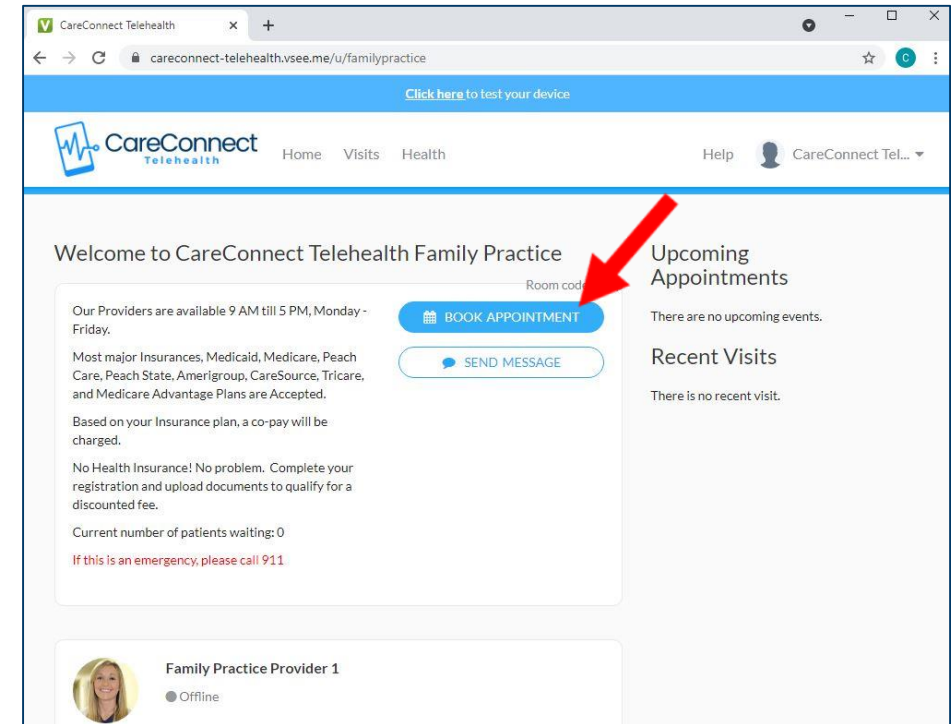 CareConnect Telehealth
careconnect-telehealth.vsee.me/u/familypractice
C
Click here to test your device
CareConnect
Telehealth
Home Visits Health
Help CareConnect Tel...
Welcome to CareConnect Telehealth Family Practice
Room code
Our Providers are available 9 AM till 5 PM, Monday -
Friday.
Most major Insurances, Medicaid, Medicare, Peach
Care, Peach State, Amerigroup, CareSource, Tricare,
and Medicare Advantage Plans are Accepted.
Based on your Insurance plan, a co-pay will be
charged.
No Health Insurance! No problem. Complete your
registration and upload documents to qualify for a
discounted fee.
Current number of patients waiting: 0
If this is an emergency, please call 911
BOOK APPOINTMENT
SEND MESSAGE
Upcoming
Appointments
There are no upcoming events.
Recent Visits
There is no recent visit.
Family Practice Provider 1
Offline